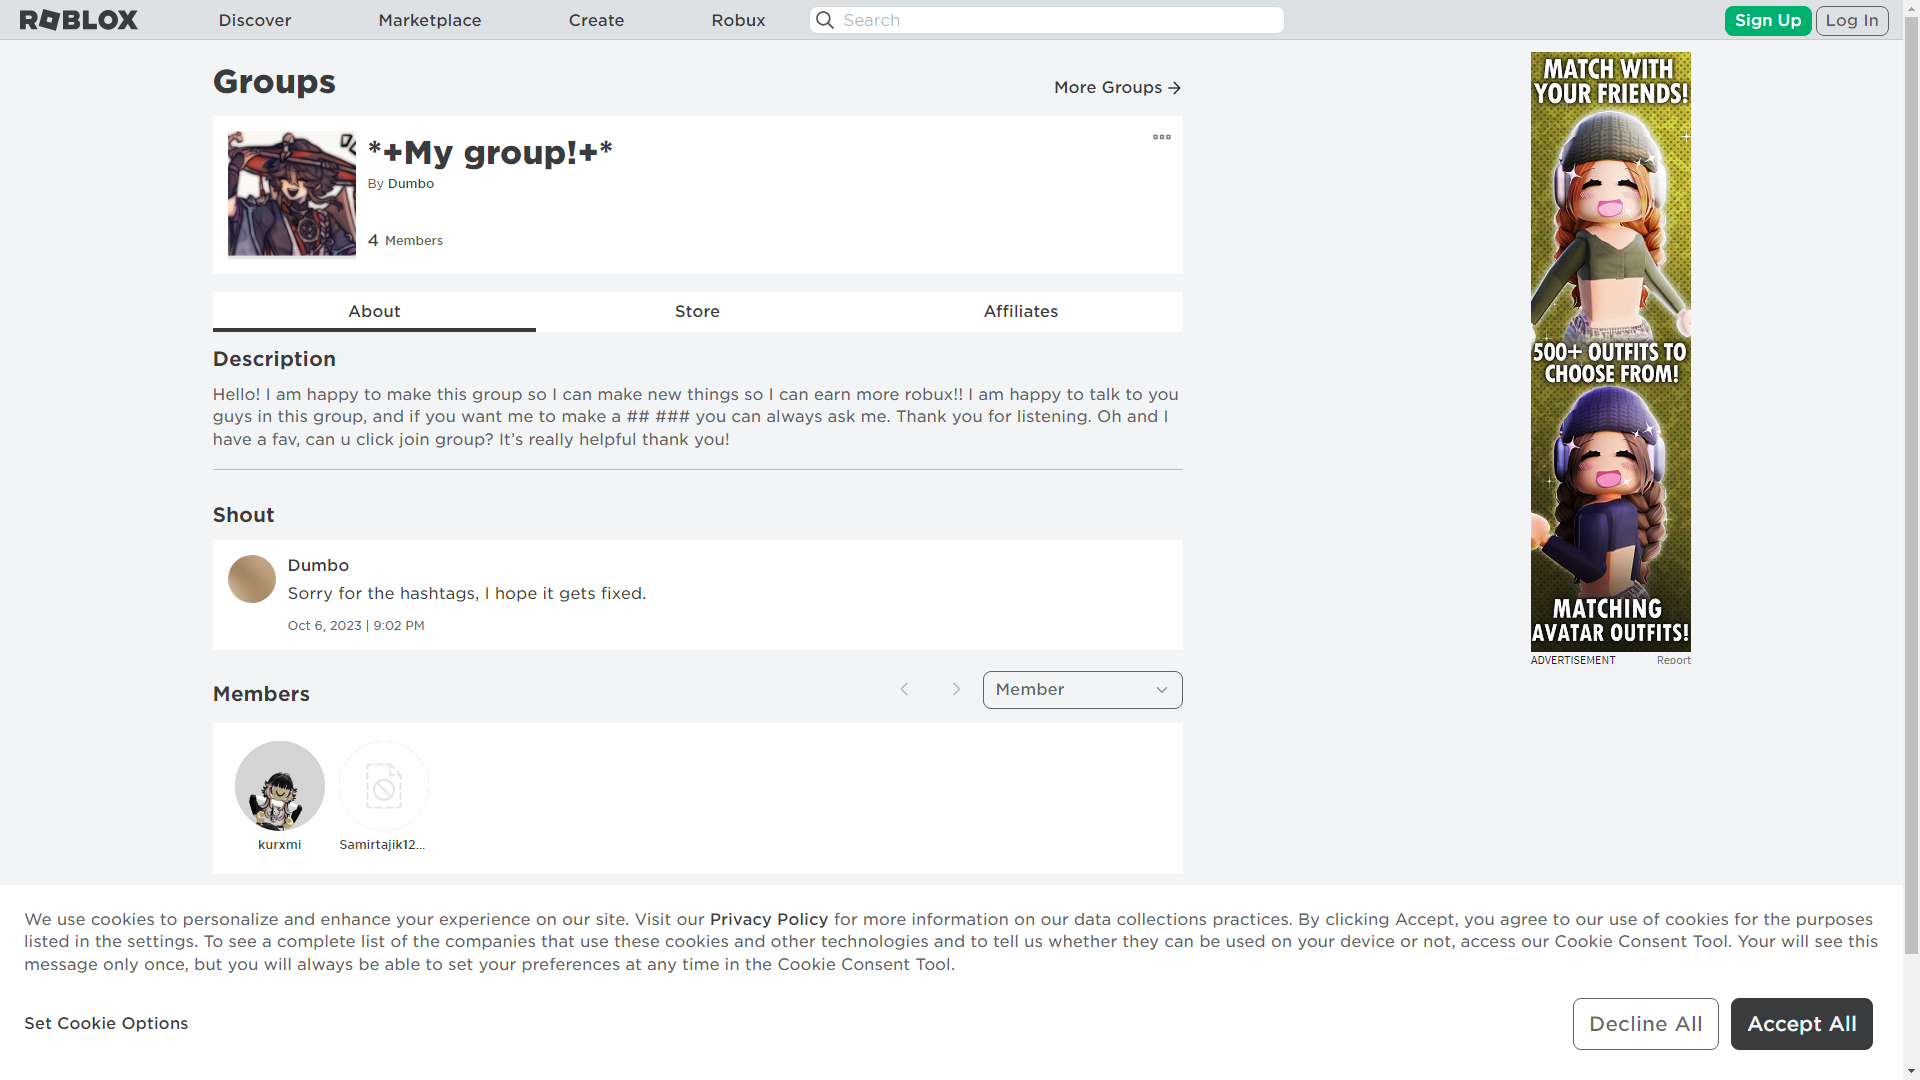 ROBLOX
Discover
Marketplace
Create
Robux
Search
Sign Up
Log In
Groups
More Groups
*+My group!+*
By Dumbo
4 Members
About
Store
Affiliates
Description
Hello! I am happy to make this group so I can make new things so I can earn more robux!! I am happy to talk to you
guys in this group, and if you want me to make a ## ### you can always ask me. Thank you for listening. Oh and I
have a fav, can u click join group? It’s really helpful thank you!
Shout
Dumbo
Sorry for the hashtags, I hope it gets fixed.
Oct 6, 2023 | 9:02 PM
Members
Member
kurxmi
Samirtajik12...
MATCH WITH
YOUR FRIENDS!
500+ OUTFITS TO
CHOOSE FROM!
MATCHING
AVATAR OUTFITS!
ADVERTISEMENT
Report
We use cookies to personalize and enhance your experience on our site. Visit our Privacy Policy for more information on our data collections practices. By clicking Accept, you agree to our use of cookies for the purposes
listed in the settings. To see a complete list of the companies that use these cookies and other technologies and to tell us whether they can be used on your device or not, access our Cookie Consent Tool. Your will see this
message only once, but you will always be able to set your preferences at any time in the Cookie Consent Tool.
Set Cookie Options
Decline All
Accept All